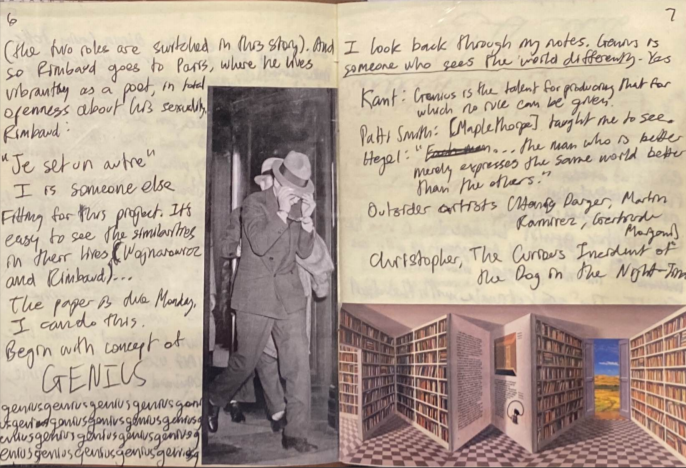 6
(the two roles are switched in this story). And
so Rimbaud goes to Paris, where he lives
vibrantly as a poet, in total
openness about his sexuality.
Rimbaud:
"Je set un autre"
I is someone else
Fitting for this project. It's
easy to see the similarities
in their lives (Wojnarowicz
and Rimbaud)...
The paper is due Monday,
I can do this.
Begin with concept of
GENIUS
geniusgeniusgeniusgenius
geniusgeniusgeniusgenius
geniusgeniusgeniusgenius
geniusgeniusgeniusgenius
7
I look back through my notes. Genius is
someone who sees the world differently. Yes
Kant: Genius is the talent for producing that for
which no rule can be given.
Patti Smith: [Maplethorpe] taught me to see.
Hegel: "... the man who is better
merely expresses the same world better
than the others."
Outsider artists (Henry Darger, Martin
Ramirez, Gertrude
Morgan)
Christopher, The Curious Incident of
the Dog in the Night-Time